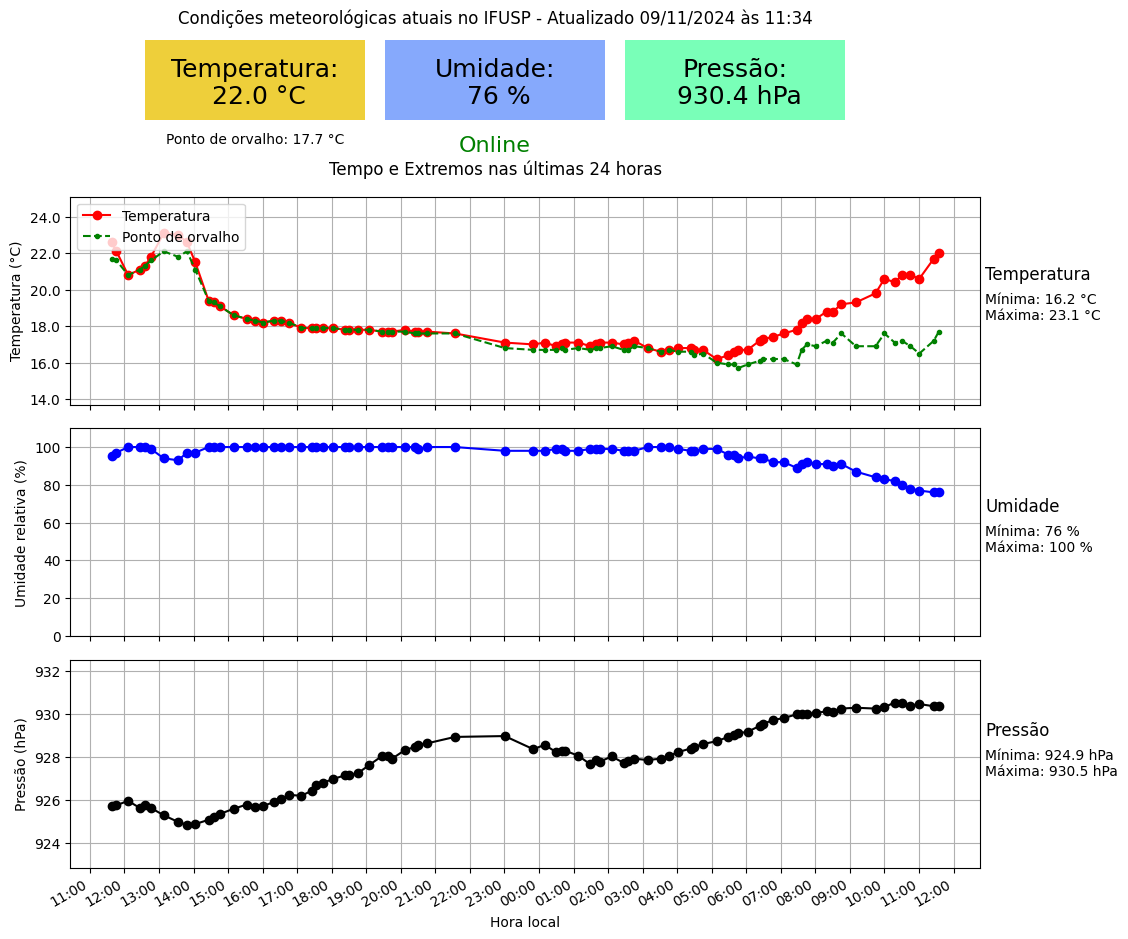 Condições meteorológicas atuais no IFUSP - Atualizado 09/11/2024 às 11:34
Temperatura:
22.0 °C
Umidade:
76 %
Pressão:
930.4 hPa
Ponto de orvalho: 17.7 °C
Online
Tempo e Extremos nas últimas 24 horas
Temperatura (°C)
24.0
22.0
20.0
18.0
16.0
14.0
Temperatura
Ponto de orvalho
Temperatura
Mínima: 16.2 °C
Máxima: 23.1 °C
Umidade relativa (%)
100
80
60
40
20
0
Umidade
Mínima: 76 %
Máxima: 100 %
Pressão (hPa)
932
930
928
926
924
Pressão
Mínima: 924.9 hPa
Máxima: 930.5 hPa
11:00 12:00 13:00 14:00 15:00 16:00 17:00 18:00 19:00 20:00 21:00 22:00 23:00 00:00 01:00 02:00 03:00 04:00 05:00 06:00 07:00 08:00 09:00 10:00 11:00 12:00
Hora local